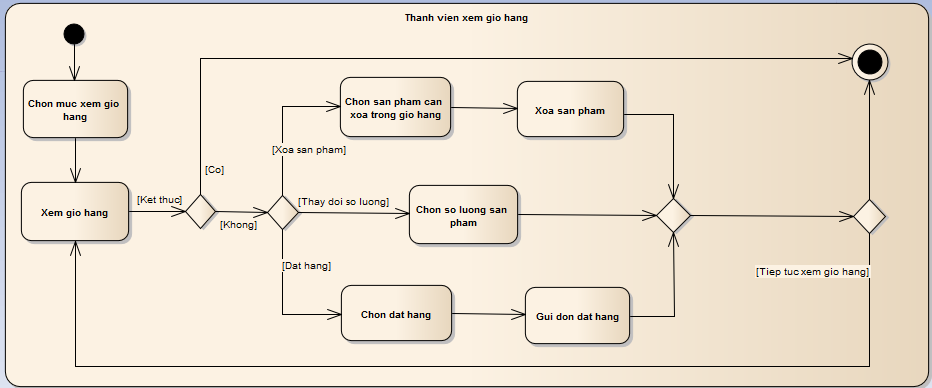 Thanh vien xem gio hang
Chon muc xem gio
hang
Chon san pham can
xoa trong gio hang
Xoa san pham
[Xoa san pham]
[Co]
Xem gio hang
[Ket thuc]
[Khong]
[Thay doi so luong]
Chon so luong san
pham
[Dat hang]
[Tiep tuc xem gio hang]
Chon dat hang
Gui don dat hang